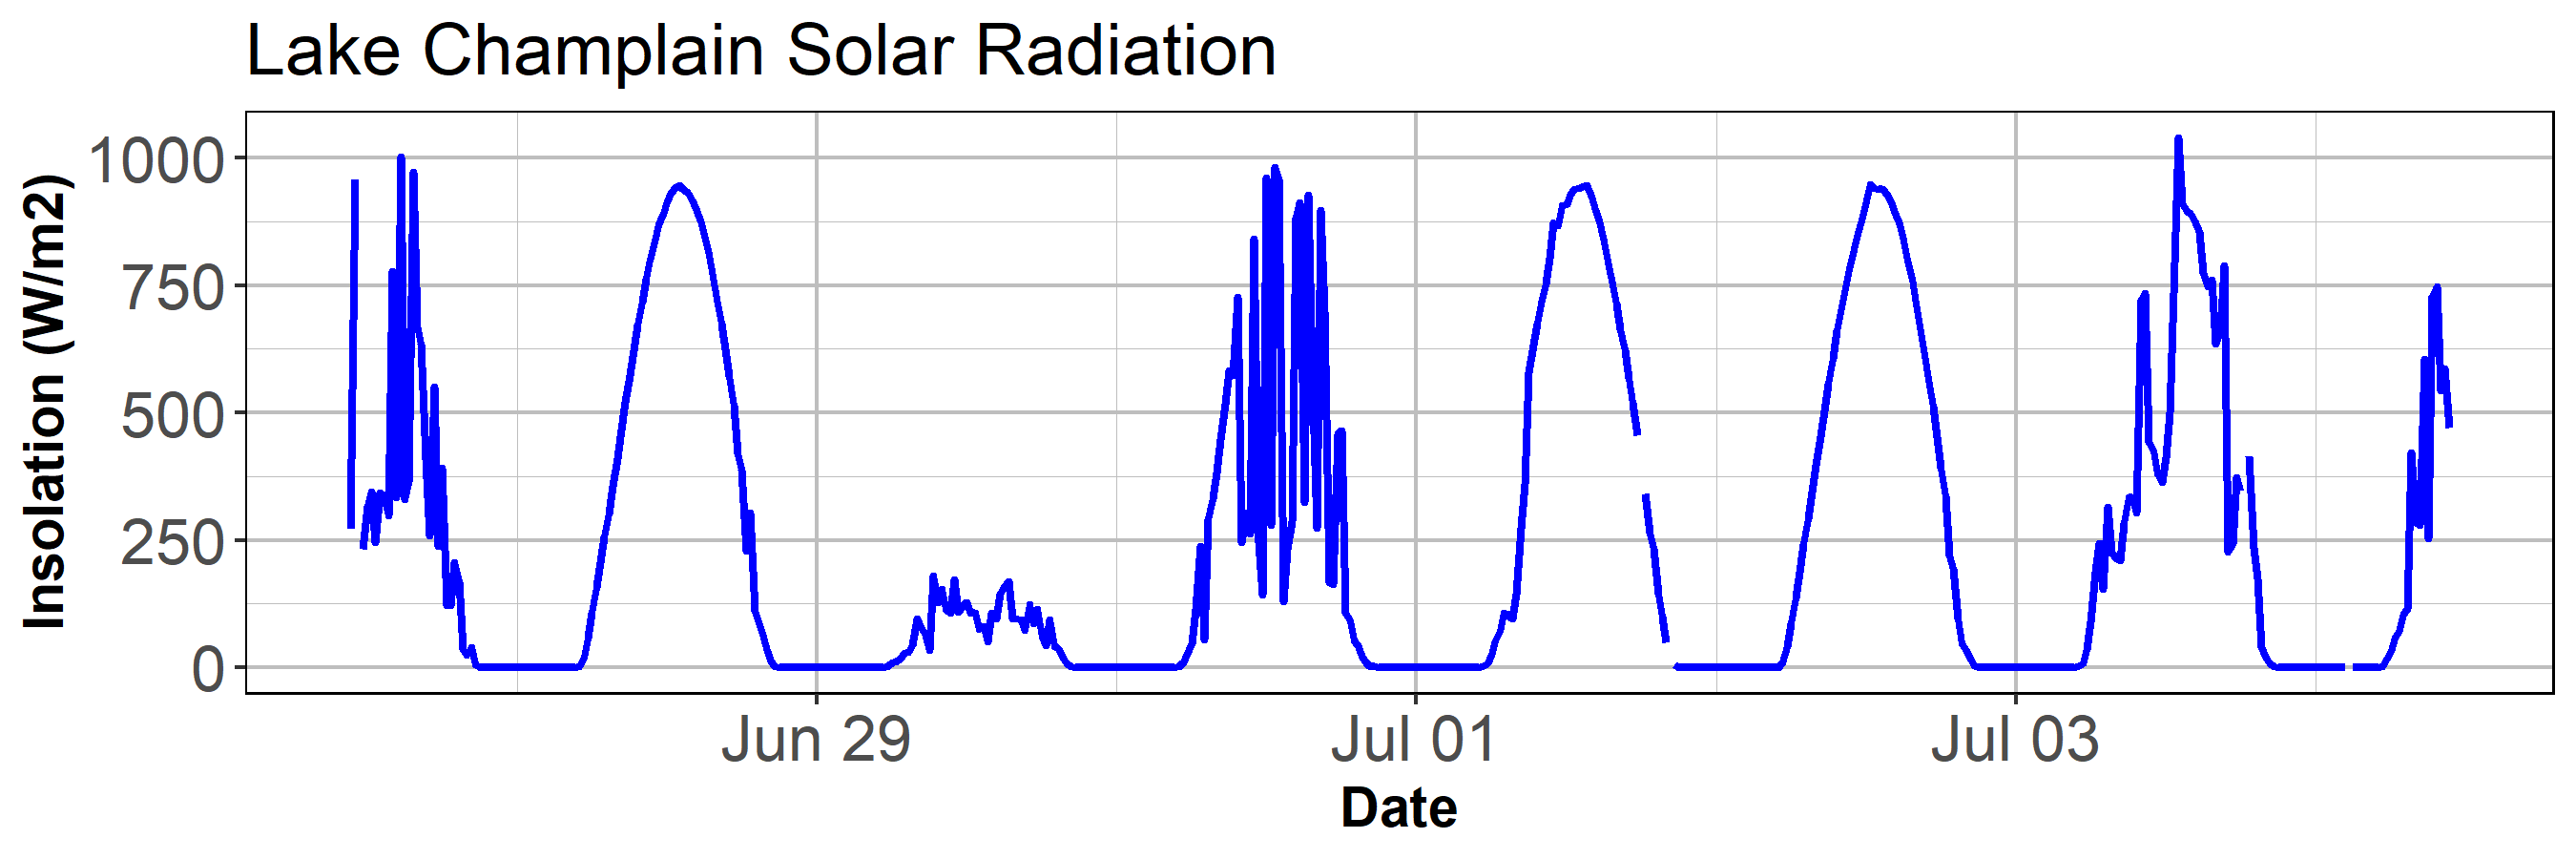 Lake Champlain Solar Radiation
Insolation (W/m2)
1000
750
500
250
0
Jun 29
Jul 01
Jul 03
Date